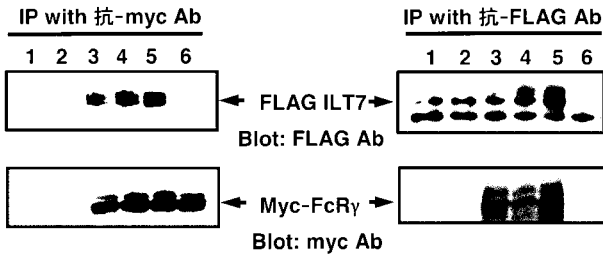 IP with 抗-myc Ab
1 2 3 4 5 6
IP with 抗-FLAG Ab
1 2 3 4 5 6
FLAG ILT7
Blot: FLAG Ab
Myc-FcRγ
Blot: myc Ab